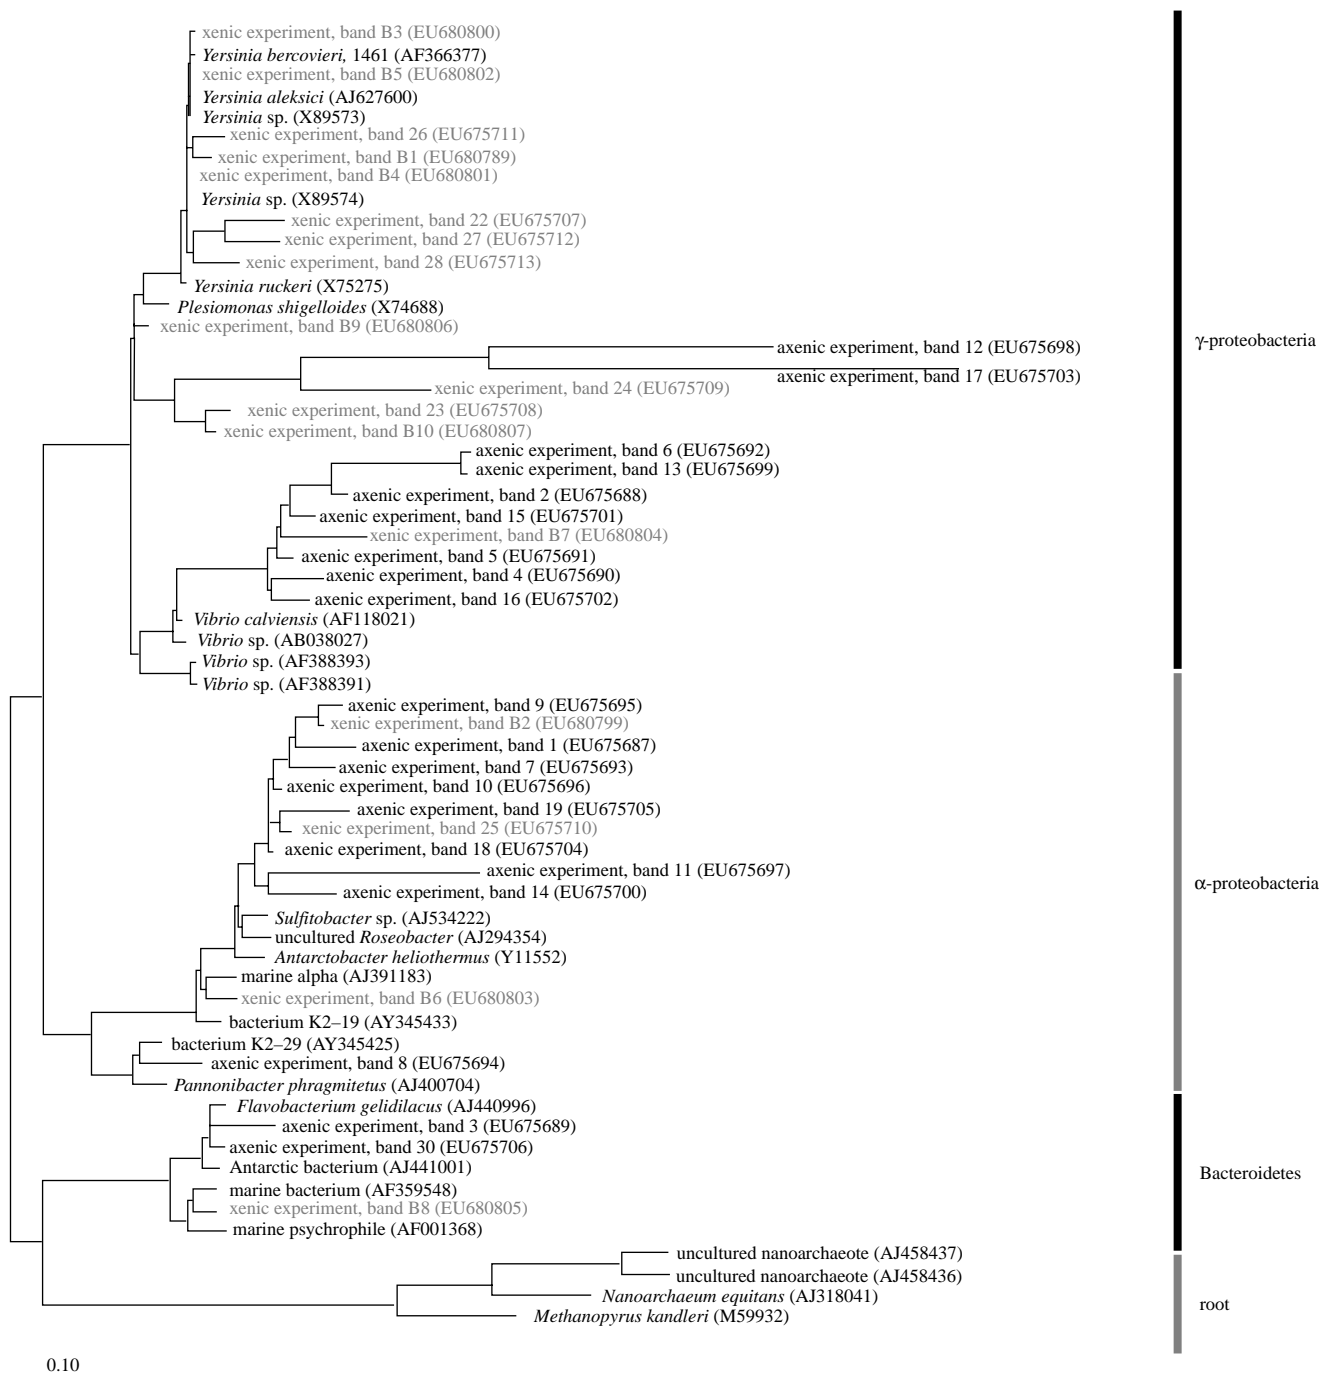 xenic experiment, band B3 (EU680800)
Yersinia bercovieri, 1461 (AF366377)
xenic experiment, band B5 (EU680802)
Yersinia aleksici (AJ627600)
Yersinia sp. (X89573)
xenic experiment, band 26 (EU675711)
xenic experiment, band B1 (EU680789)
xenic experiment, band B4 (EU680801)
Yersinia sp. (X89574)
xenic experiment, band 22 (EU675707)
xenic experiment, band 27 (EU675712)
xenic experiment, band 28 (EU675713)
Yersinia ruckeri (X75275)
Plesiomonas shigelloides (X74688)
xenic experiment, band B9 (EU680806)
γ-proteobacteria
axenic experiment, band 12 (EU675698)
axenic experiment, band 17 (EU675703)
xenic experiment, band 24 (EU675709)
xenic experiment, band 23 (EU675708)
xenic experiment, band B10 (EU680807)
axenic experiment, band 6 (EU675692)
axenic experiment, band 13 (EU675699)
axenic experiment, band 2 (EU675688)
axenic experiment, band 15 (EU675701)
xenic experiment, band B7 (EU680804)
axenic experiment, band 5 (EU675691)
axenic experiment, band 4 (EU675690)
axenic experiment, band 16 (EU675702)
Vibrio calviensis (AF118021)
Vibrio sp. (AB038027)
Vibrio sp. (AF388393)
Vibrio sp. (AF388391)
axenic experiment, band 9 (EU675695)
xenic experiment, band B2 (EU680799)
axenic experiment, band 1 (EU675687)
axenic experiment, band 7 (EU675693)
axenic experiment, band 10 (EU675696)
axenic experiment, band 19 (EU675705)
xenic experiment, band 25 (EU675710)
axenic experiment, band 18 (EU675704)
axenic experiment, band 11 (EU675697)
α-proteobacteria
axenic experiment, band 14 (EU675700)
Sulfitobacter sp. (AJ534222)
uncultured Roseobacter (AJ294354)
Antarctobacter heliothermus (Y11552)
marine alpha (AJ391183)
xenic experiment, band B6 (EU680803)
bacterium K2–19 (AY345433)
bacterium K2–29 (AY345425)
axenic experiment, band 8 (EU675694)
Pannonibacter phragmitetus (AJ400704)
Flavobacterium gelidilacus (AJ440996)
axenic experiment, band 3 (EU675689)
axenic experiment, band 30 (EU675706)
Antarctic bacterium (AJ441001)
Bacteroidetes
marine bacterium (AF359548)
xenic experiment, band B8 (EU680805)
marine psychrophile (AF001368)
uncultured nanoarchaeote (AJ458437)
uncultured nanoarchaeote (AJ458436)
Nanoarchaeum equitans (AJ318041)
root
Methanopyrus kandleri (M59932)
0.10